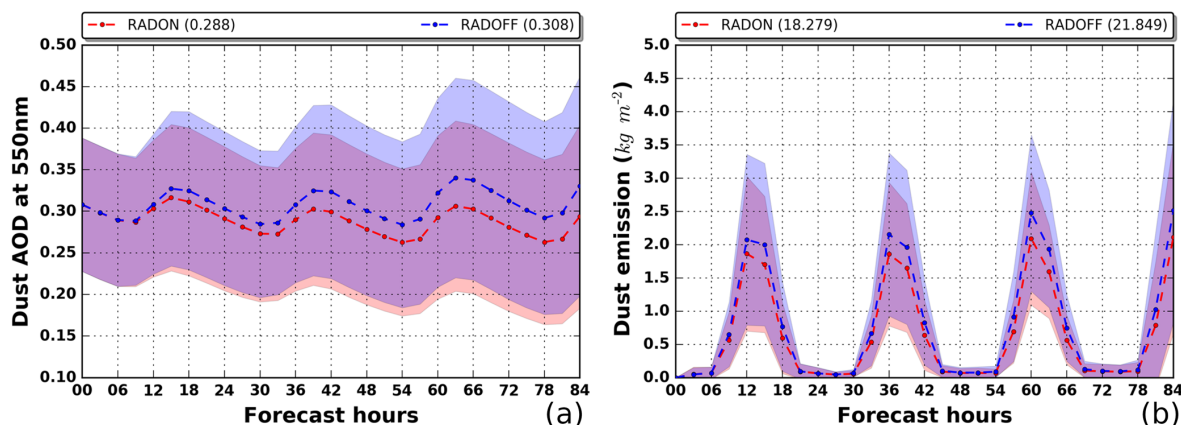 RADON (0.288) RADOFF (0.308)
Dust AOD at 550nm
0.50
0.45
0.40
0.35
0.30
0.25
0.20
0.15
0.10
00 06 12 18 24 30 36 42 48 54 60 66 72 78 84
Forecast hours (a)
RADON (18.279) RADOFF (21.849)
Dust emission (kg m⁻²)
5.0
4.5
4.0
3.5
3.0
2.5
2.0
1.5
1.0
0.5
0.0
00 06 12 18 24 30 36 42 48 54 60 66 72 78 84
Forecast hours (b)